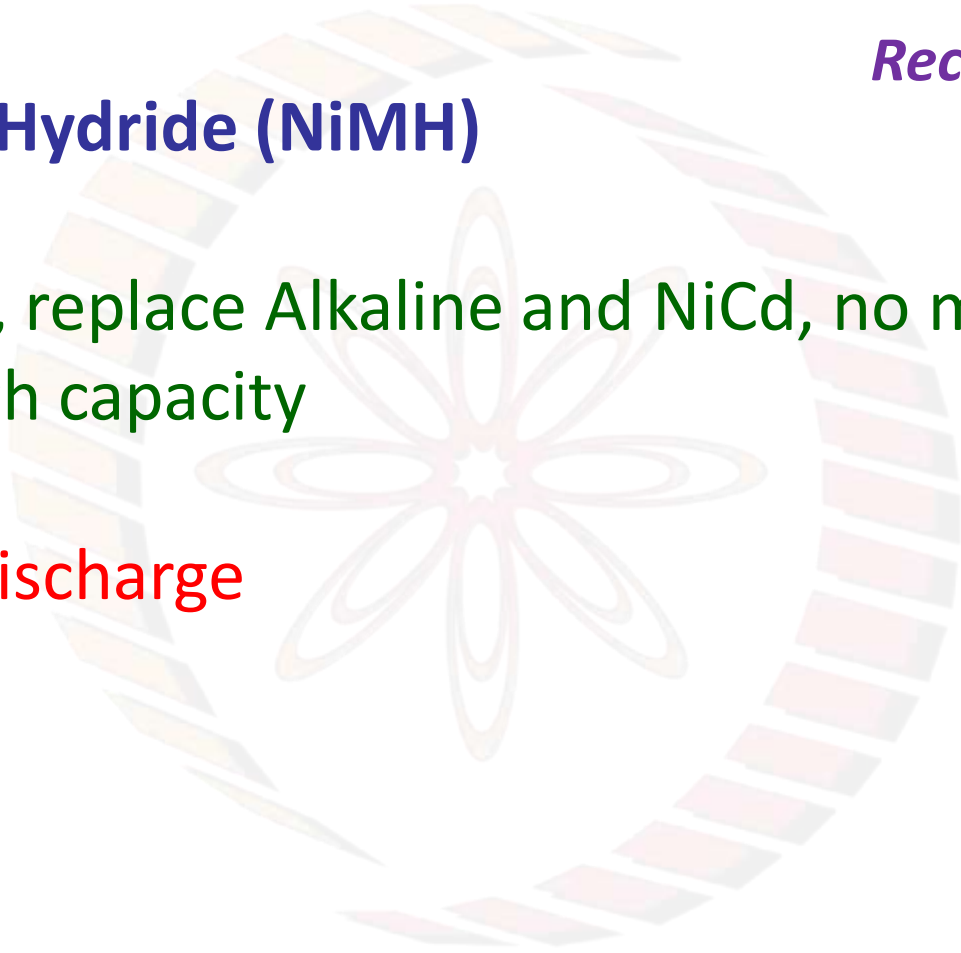 Rec
Hydride (NiMH)
, replace Alkaline and NiCd, no m
h capacity
ischarge